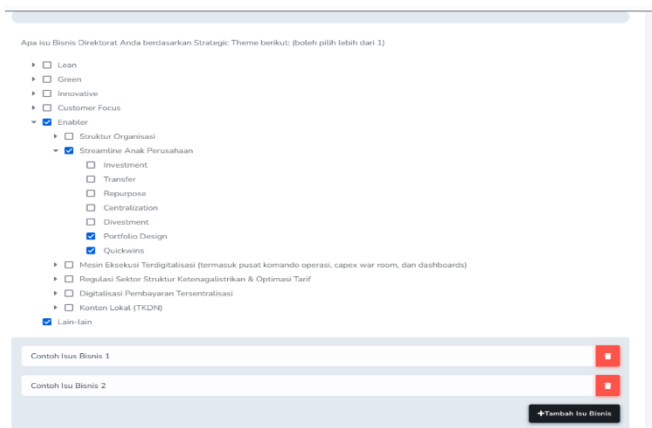 Apa isu Bisnis Direktorat Anda berdasarkan Strategic Theme berikut: (boleh pilih lebih dari 1)
Lean
Green
Innovative
Customer Focus
Enabler
Struktur Organisasi
Streamline Anak Perusahaan
Investment
Transfer
Repurpose
Centralization
Divestment
Portfolio Design
Quickwins
Mesin Eksekusi Terdigitalisasi (termasuk pusat komando operasi, capex war room, dan dashboards)
Regulasi Sektor Struktur Ketenagalistrikan & Optimasi Tarif
Digitalisasi Pembayaran Tersentralisasi
Konten Lokal (TKDN)
Lain-lain
Contoh Isus Bisnis 1
Contoh Isu Bisnis 2
+Tambah Isu Bisnis